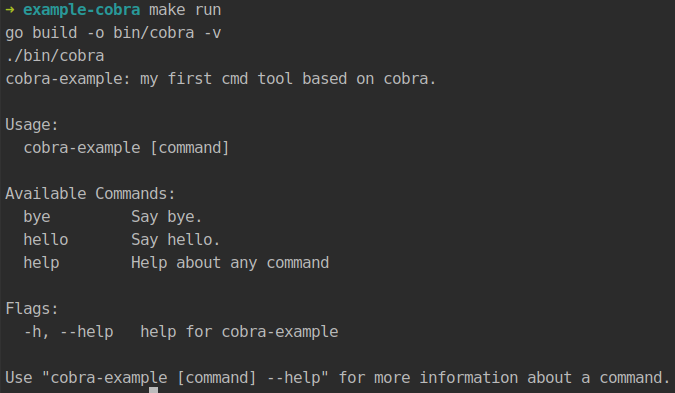 → example-cobra make run
go build -o bin/cobra -v
./bin/cobra
cobra-example: my first cmd tool based on cobra.

Usage:
  cobra-example [command]

Available Commands:
  bye         Say bye.
  hello       Say hello.
  help        Help about any command

Flags:
  -h, --help   help for cobra-example

Use "cobra-example [command] --help" for more information about a command.